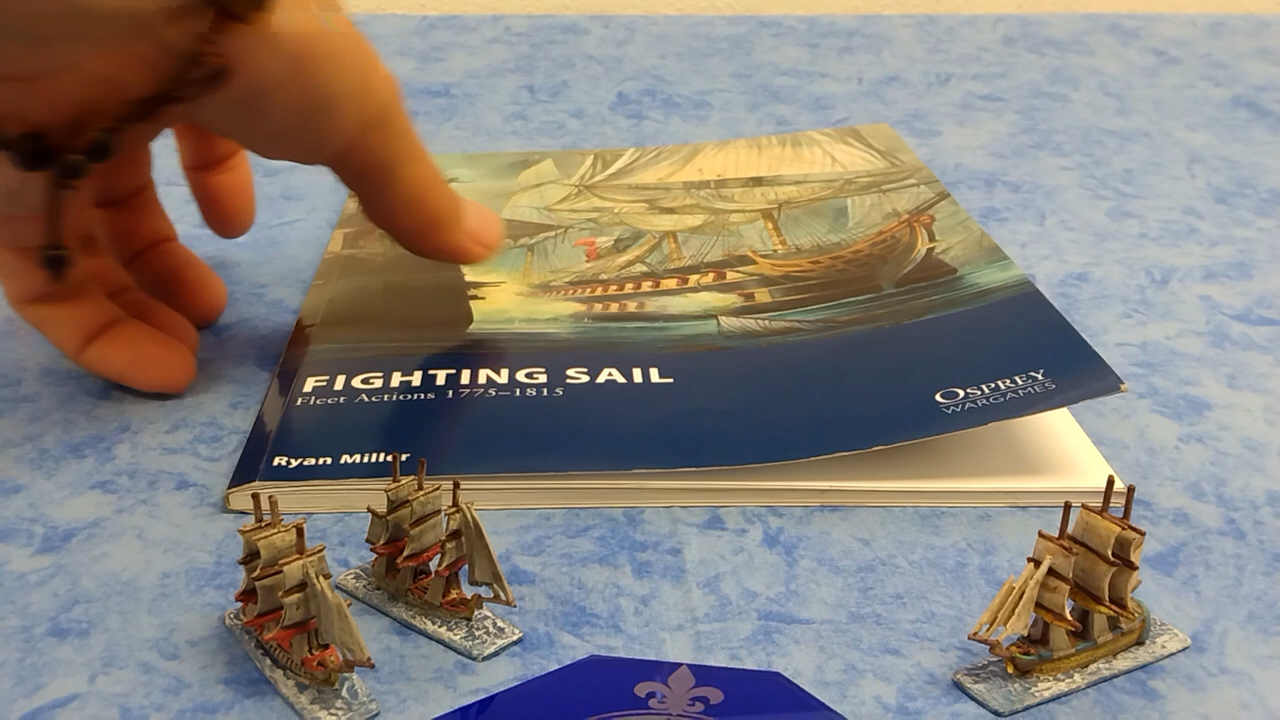 FIGHTING SAIL
Fleet Actions 1775–1815
OSPREY
WARGAMES
Ryan Miller